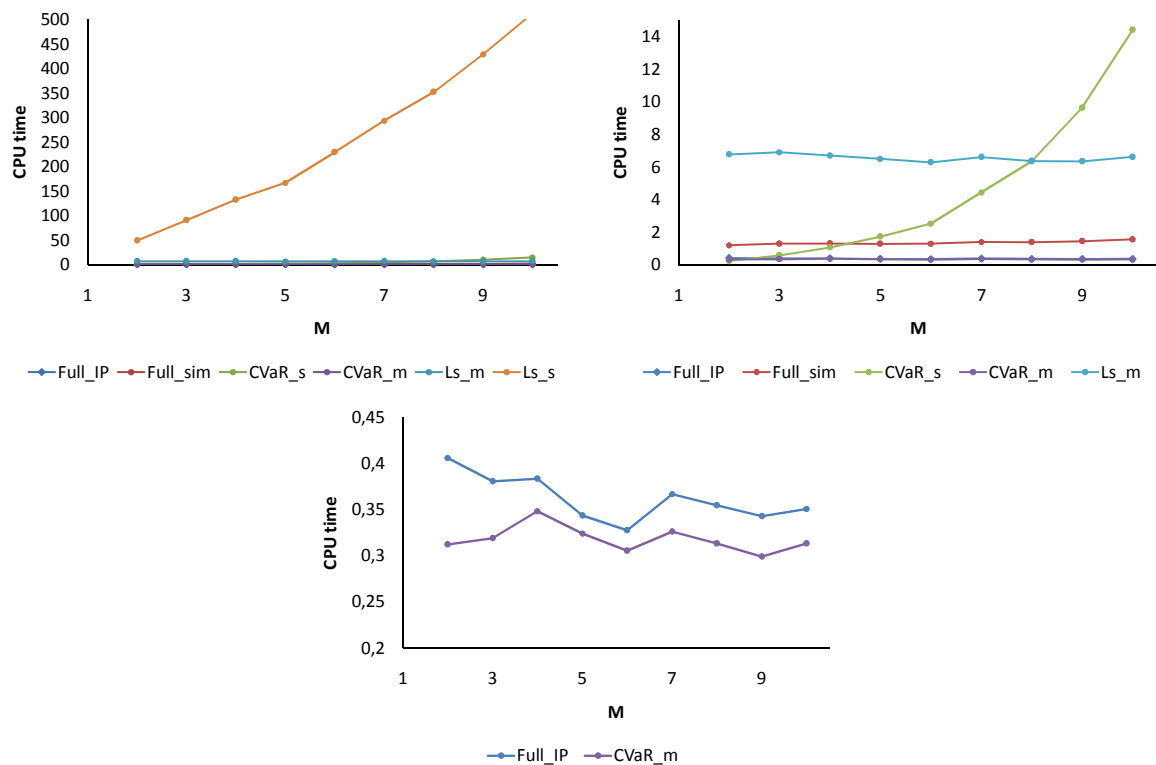 500
450
400
350
300
250
200
150
100
50
0
CPU time
1 3 5 7 9
M
Full_IP Full_sim CVaR_s CVaR_m Ls_m Ls_s
14
12
10
8
6
4
2
0
CPU time
1 3 5 7 9
M
Full_IP Full_sim CVaR_s CVaR_m Ls_m
0,45
0,4
0,35
0,3
0,25
0,2
CPU time
1 3 5 7 9
M
Full_IP CVaR_m